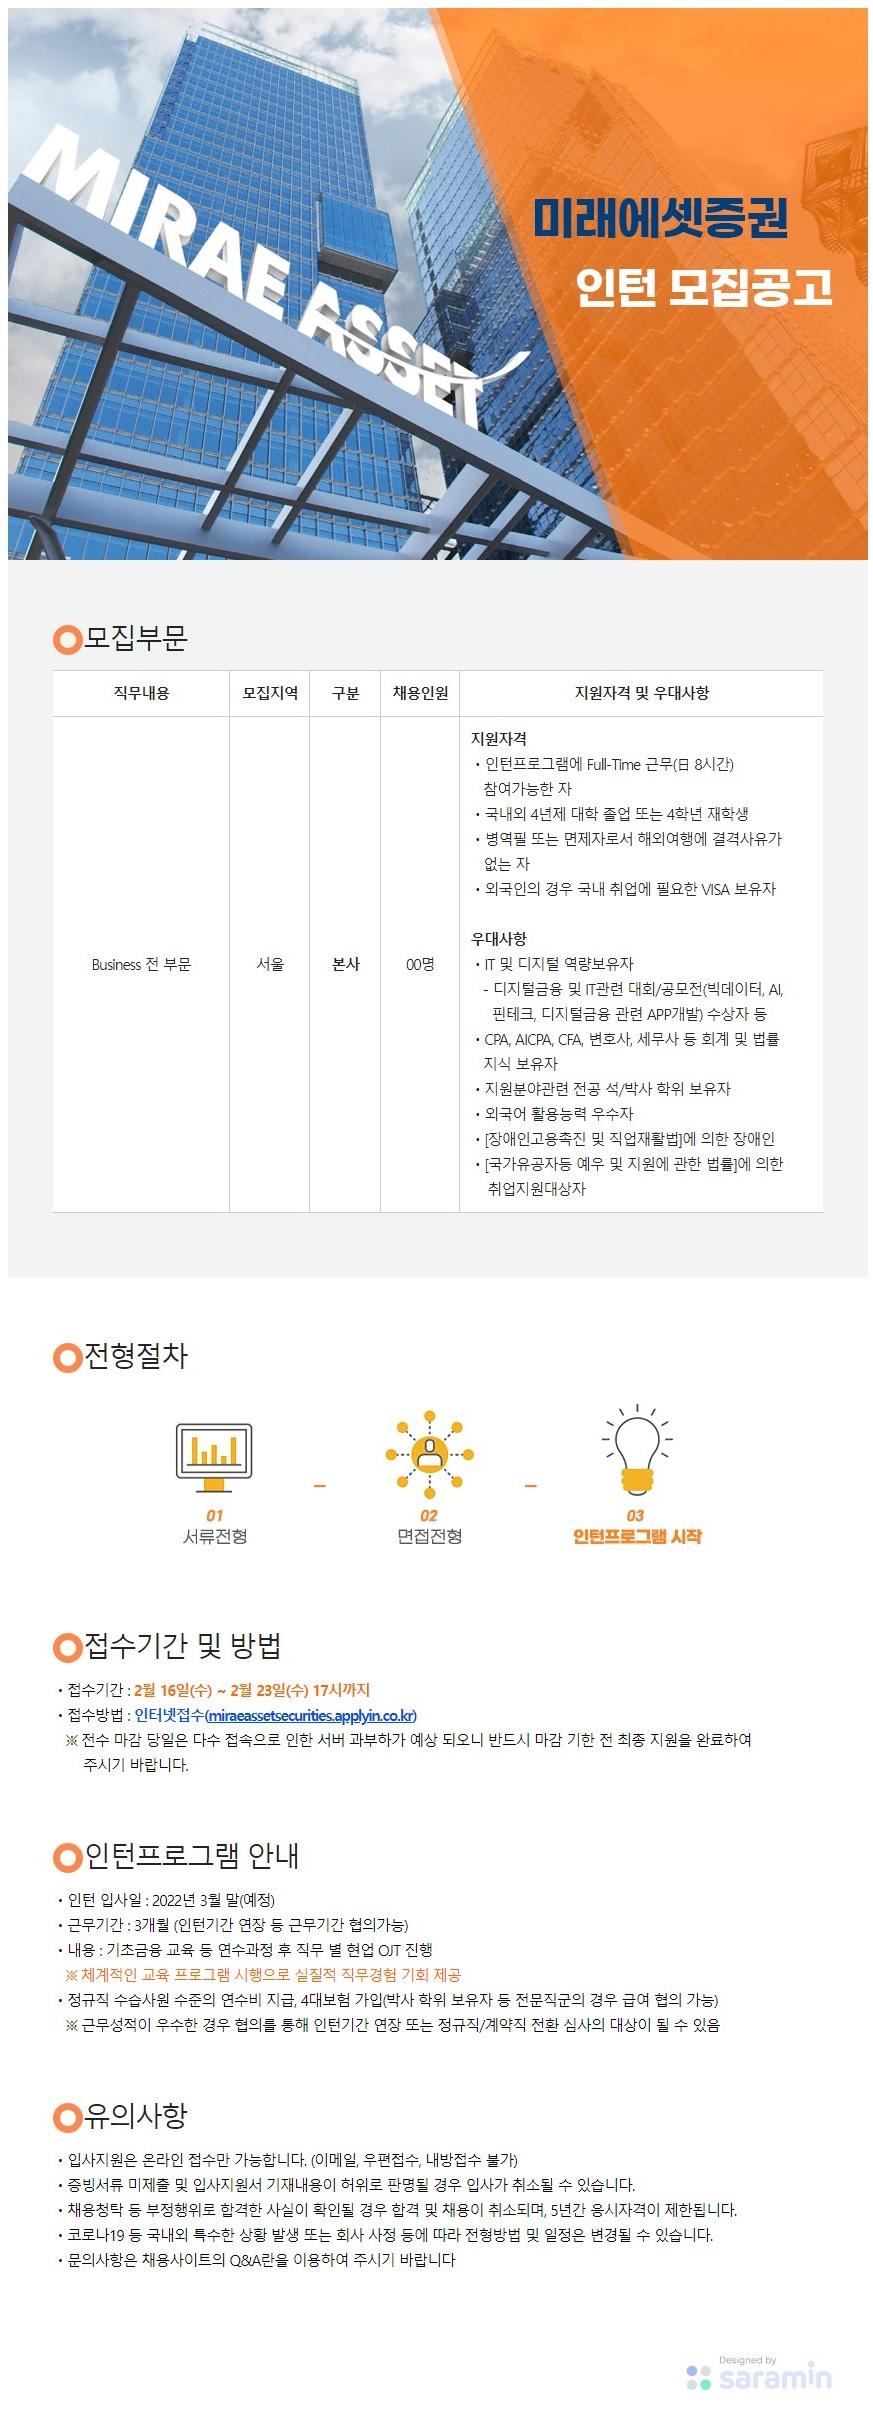 MIRAE ASSET
미래에셋증권
인턴 모집공고
모집부문
직무내용
모집지역
구분
채용인원
지원자격 및 우대사항
Business 전 부문
서울
본사
00명
지원자격
• 인턴프로그램에 Full-Time 근무(日 8시간)
참여가능한 자
• 국내외 4년제 대학 졸업 또는 4학년 재학생
• 병역필 또는 면제자로서 해외여행에 결격사유가
없는 자
• 외국인의 경우 국내 취업에 필요한 VISA 보유자
우대사항
• IT 및 디지털 역량보유자
- 디지털금융 및 IT관련 대회/공모전(빅데이터, AI,
핀테크, 디지털금융 관련 APP개발) 수상자 등
• CPA, AICPA, CFA, 변호사, 세무사 등 회계 및 법률
지식 보유자
• 지원분야관련 전공 석/박사 학위 보유자
• 외국어 활용능력 우수자
• [장애인고용촉진 및 직업재활법]에 의한 장애인
• [국가유공자등 예우 및 지원에 관한 법률]에 의한
취업지원대상자
전형절차
01
서류전형
02
면접전형
03
인턴프로그램 시작
접수기간 및 방법
• 접수기간 : 2월 16일(수) ~ 2월 23일(수) 17시까지
• 접수방법 : 인터넷접수(miraeassetsecurities.applyin.co.kr)
※ 전수 마감 당일은 다수 접속으로 인한 서버 과부하가 예상 되오니 반드시 마감 기한 전 최종 지원을 완료하여
주시기 바랍니다.
인턴프로그램 안내
• 인턴 입사일 : 2022년 3월 말(예정)
• 근무기간 : 3개월 (인턴기간 연장 등 근무기간 협의가능)
• 내용 : 기초금융 교육 등 연수과정 후 직무 별 현업 OJT 진행
※ 체계적인 교육 프로그램 시행으로 실질적 직무경험 기회 제공
• 정규직 수습사원 수준의 연수비 지급, 4대보험 가입(박사 학위 보유자 등 전문직군의 경우 급여 협의 가능)
※ 근무성적이 우수한 경우 협의를 통해 인턴기간 연장 또는 정규직/계약직 전환 심사의 대상이 될 수 있음
유의사항
• 입사지원은 온라인 접수만 가능합니다. (이메일, 우편접수, 내방접수 불가)
• 증빙서류 미제출 및 입사지원서 기재내용이 허위로 판명될 경우 입사가 취소될 수 있습니다.
• 채용청탁 등 부정행위로 합격한 사실이 확인될 경우 합격 및 채용이 취소되며, 5년간 응시자격이 제한됩니다.
• 코로나19 등 국내외 특수한 상황 발생 또는 회사 사정 등에 따라 전형방법 및 일정은 변경될 수 있습니다.
• 문의사항은 채용사이트의 Q&A란을 이용하여 주시기 바랍니다
Designed by
saramin